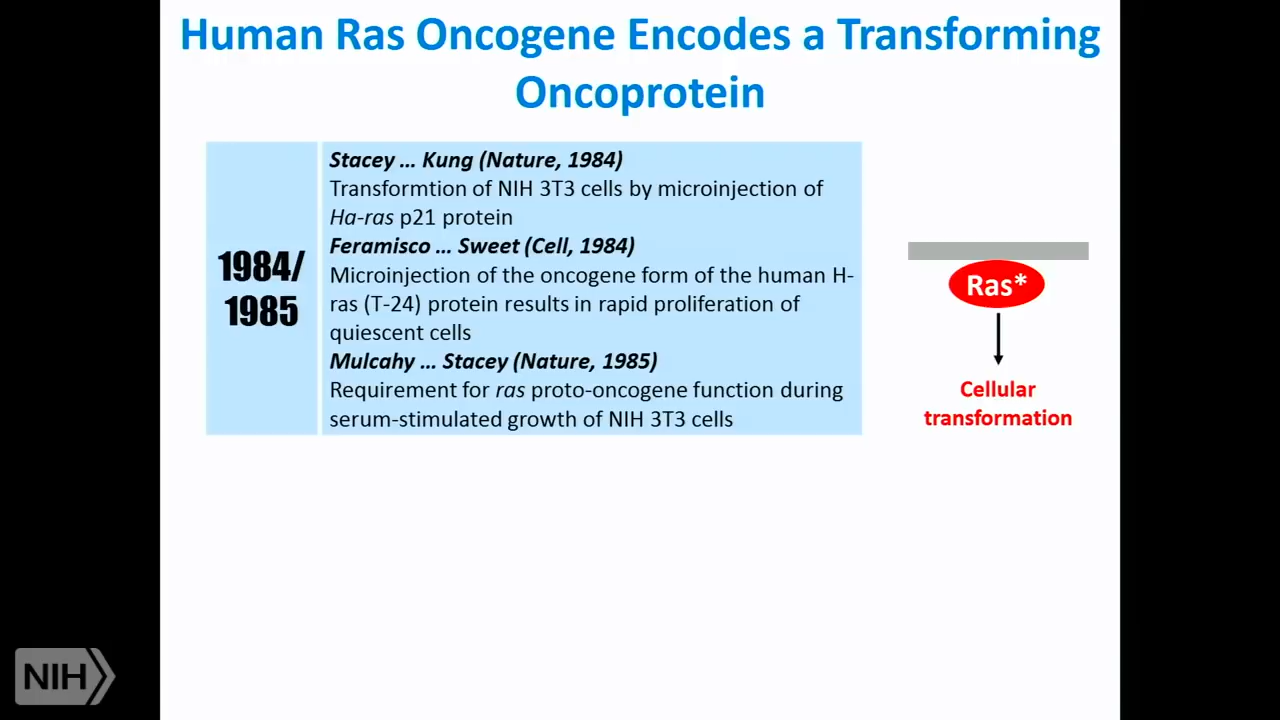 Human Ras Oncogene Encodes a Transforming
Oncoprotein
1984/
1985
Stacey ... Kung (Nature, 1984)
Transformtion of NIH 3T3 cells by microinjection of
Ha-ras p21 protein
Feramisco ... Sweet (Cell, 1984)
Microinjection of the oncogene form of the human H-
ras (T-24) protein results in rapid proliferation of
quiescent cells
Mulcahy ... Stacey (Nature, 1985)
Requirement for ras proto-oncogene function during
serum-stimulated growth of NIH 3T3 cells
Ras*
Cellular
transformation
NIH